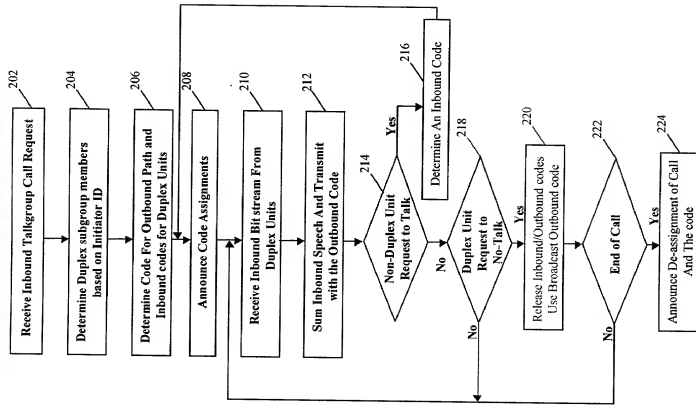 202
Receive Inbound Talkgroup Call Request
204
Determine Duplex subgroup members
based on Initiator ID
206
Determine Code For Outbound Path and
Inbound codes for Duplex Units
208
Announce Code Assignments
210
Receive Inbound Bit stream From
Duplex Units
212
Sum Inbound Speech And Transmit
with the Outbound Code
214
Non-Duplex Unit
Request to Talk
Yes
216
Determine An Inbound Code
No
218
Duplex Unit
Request to
No-Talk
No
Yes
220
Release Inbound/Outbound codes
Use Broadcast Outbound code
222
End of Call
No
Yes
224
Announce De-assignment of Call
And The code